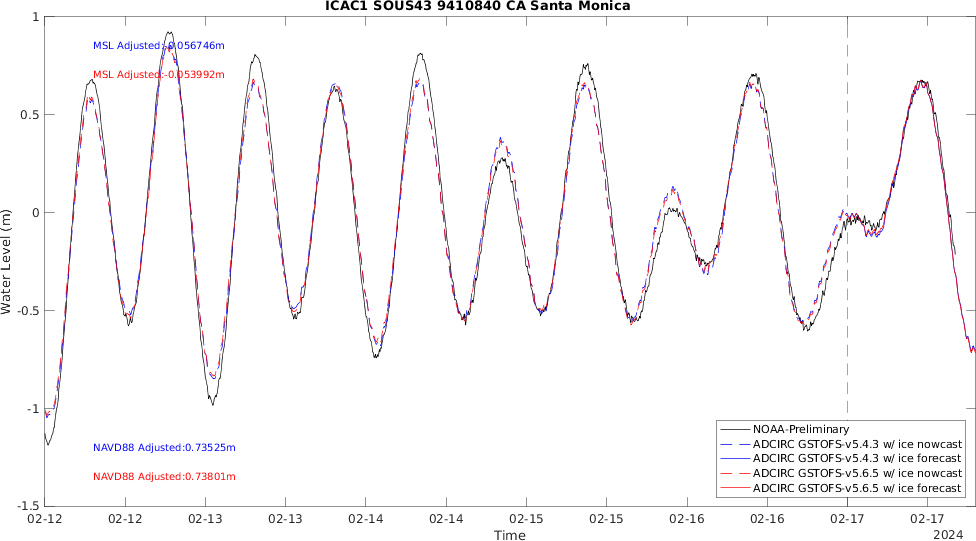 ICAC1 SOUS43 9410840 CA Santa Monica
1
MSL Adjusted:-0.056746m
MSL Adjusted:-0.053992m
0.5
0
Water Level (m)
-0.5
-1
NAVD88 Adjusted:0.73525m
NAVD88 Adjusted:0.73801m
NOAA-Preliminary
ADCIRC GSTOFS-v5.4.3 w/ ice nowcast
ADCIRC GSTOFS-v5.4.3 w/ ice forecast
ADCIRC GSTOFS-v5.6.5 w/ ice nowcast
ADCIRC GSTOFS-v5.6.5 w/ ice forecast
-1.5
02-12 02-12 02-13 02-13 02-14 02-14 02-15 02-15 02-16 02-16 02-17 02-17
Time
2024